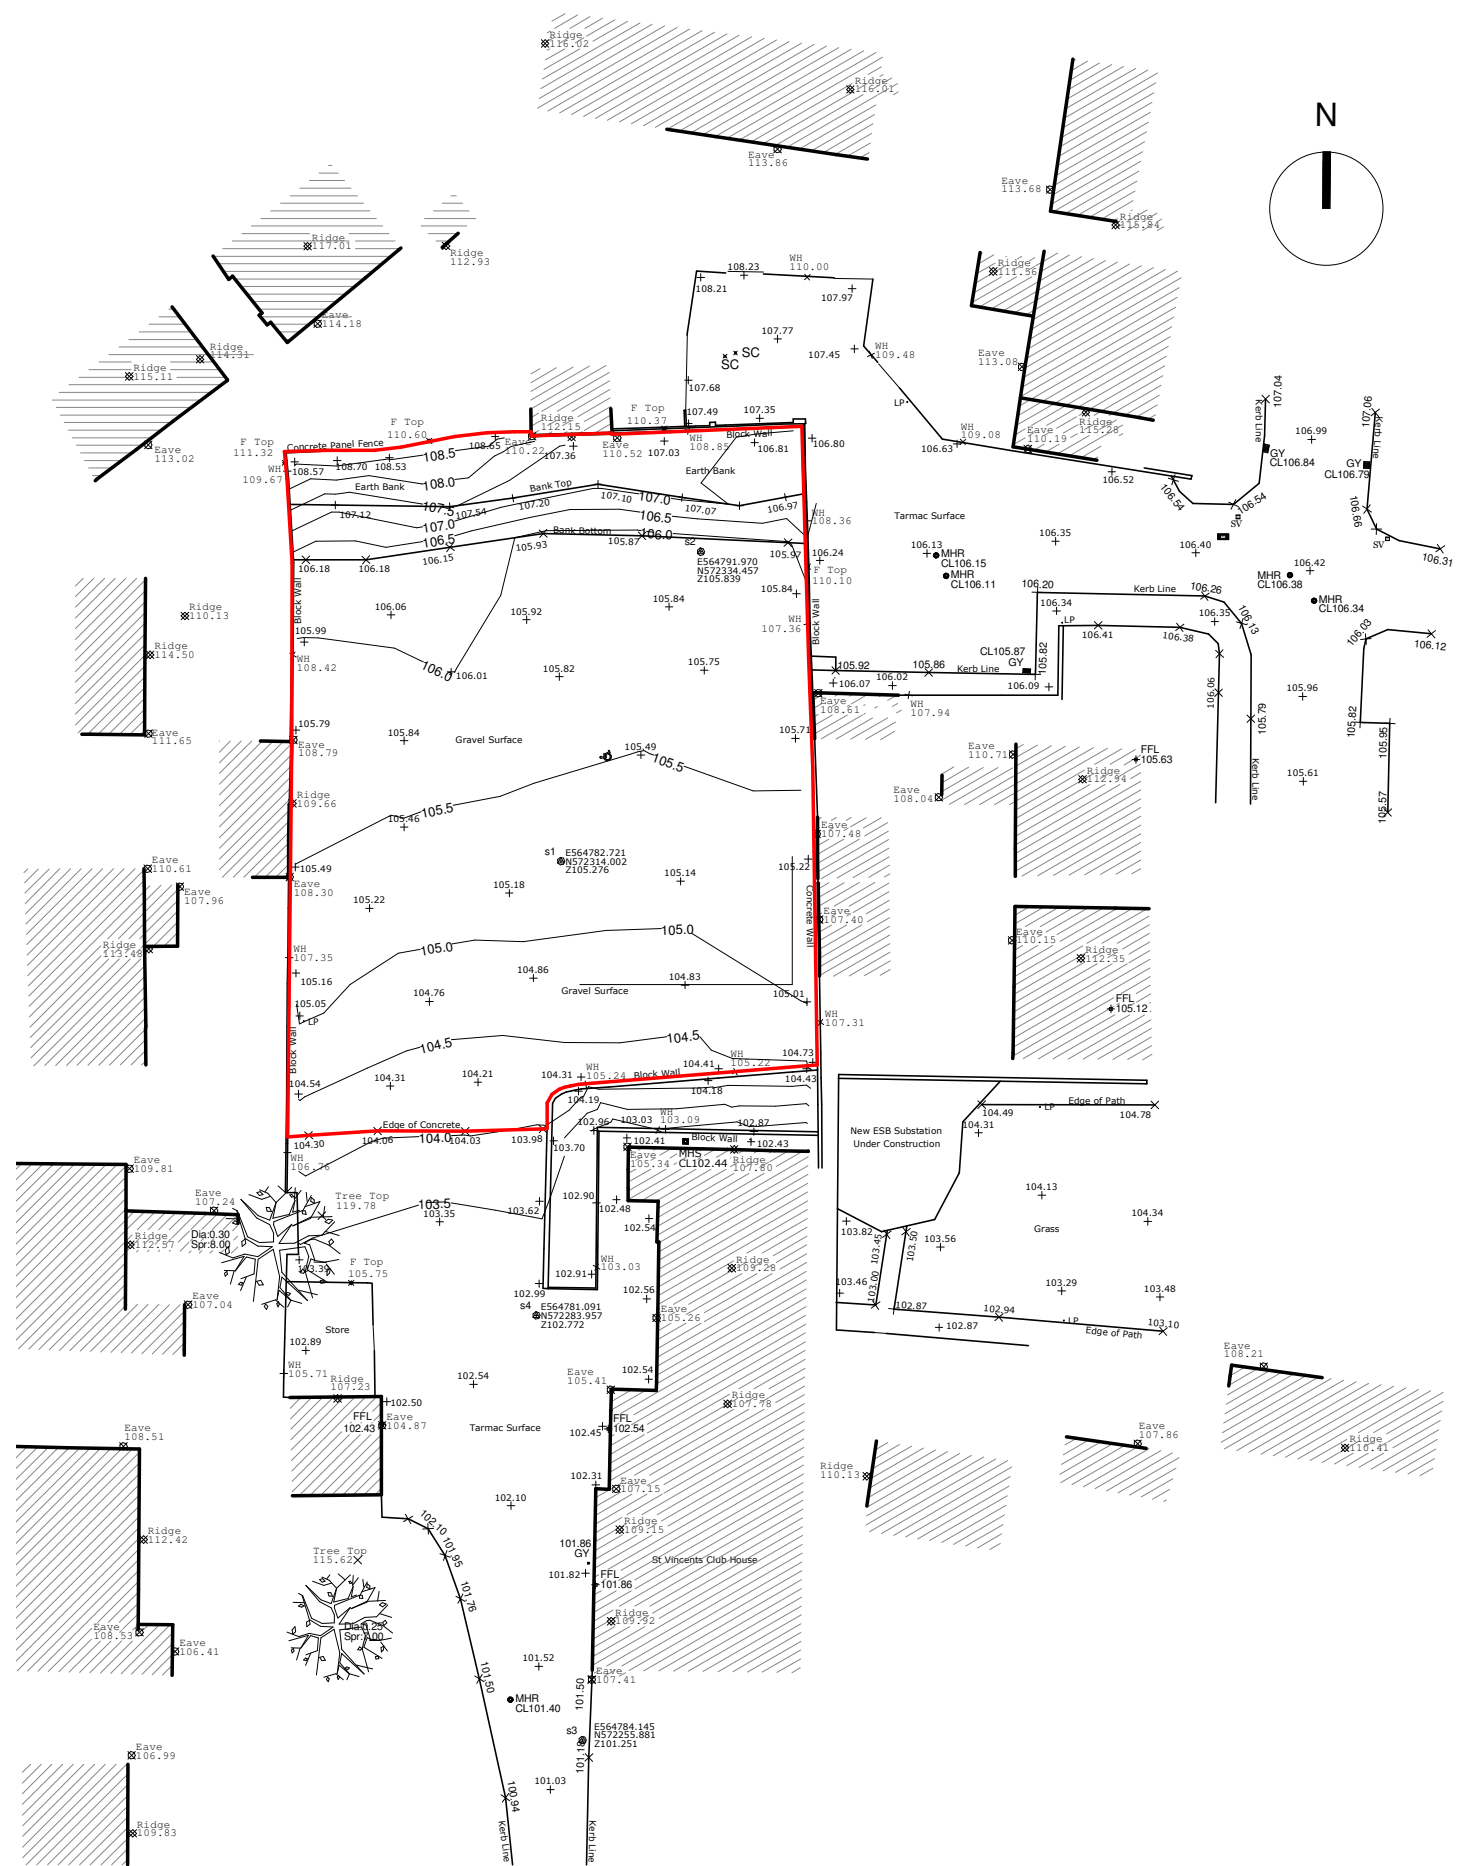 Ridge
116.02
Ridge
116.01
N
Eave
113.86
Eave
113.68
Ridge
115.84
Ridge
117.01
Ridge
112.93
WH
110.00
108.23
108.21
107.97
Ridge
111.56
Eave
114.18
Ridge
114.31
107.77
SC
SC
107.45
WH
109.48
Eave
113.08
Ridge
115.11
107.68
LP
107.04
Kerb Line
107.06
Kerb Line
F Top
110.60
Ridge
112.15
F Top
110.37
107.49
107.35
Ridge
115.28
F Top
111.32
Concrete Panel Fence
108.65
Eave
110.22
Eave
110.52
107.36
107.03
WH
108.85
Block Wall
106.81
106.80
WH
109.08
Eave
110.19
106.99
GY
CL106.84
GY
CL106.79
Eave
113.02
WH
109.67
108.57
108.70
108.53
108.5
108.0
Earth Bank
Earth Bank
Bank Top
107.5
107.12
107.54
107.20
107.10
107.0
107.07
106.97
106.52
106.54
106.54
106.66
107.0
106.5
106.5
Bank Bottom
WH
108.36
Tarmac Surface
SV
SV
106.31
106.18
106.18
106.15
105.93
105.87
106.0
s2
E564791.970
N572334.457
Z105.839
105.97
106.24
F Top
110.10
106.13
MHR
CL106.15
MHR
CL106.11
106.35
106.40
106.42
MHR
CL106.38
MHR
CL106.34
Block Wall
106.06
105.92
105.84
105.84
106.20
Kerb Line
106.26
106.34
LP
106.41
106.38
106.35
106.13
106.03
106.12
Ridge
110.13
105.99
WH
108.42
Eave
114.50
106.0
106.01
105.82
105.75
WH
107.36
Block Wall
105.92
105.86
Kerb Line
CL105.87
GY
105.82
106.07
106.02
106.09
Eave
108.61
WH
107.94
106.06
105.79
105.96
105.82
105.95
Eave
111.65
105.79
Eave
108.79
105.84
Gravel Surface
105.49
105.5
105.71
Eave
110.71
FFL
105.63
Ridge
112.94
Eave
108.04
Kerb Line
105.61
105.57
Ridge
109.66
105.5
105.46
Eave
107.48
s1
E564782.721
N572314.002
Z105.276
105.22
Eave
110.61
105.49
Eave
108.30
105.18
105.14
Eave
107.96
105.22
Concrete Wall
Eave
107.40
Ridge
113.48
WH
107.35
105.0
105.0
Eave
110.15
Ridge
112.35
105.16
104.86
104.83
Gravel Surface
105.05
LP
104.76
105.01
WH
107.31
FFL
105.12
Block Wall
104.5
104.5
104.54
104.31
104.21
104.31
WH
105.24
Block Wall
104.41
WH
105.22
104.73
104.43
104.18
104.19
104.49
LP
Edge of Path
104.78
104.30
WH
106.76
Edge of Concrete
104.06
104.0
104.03
103.98
103.70
102.96
103.03
WH
103.09
102.87
102.41
Block Wall
102.43
MHS
CL102.44
Eave
105.34
Ridge
107.80
New ESB Substation
Under Construction
104.31
Eave
109.81
Eave
107.24
Tree Top
119.78
103.5
103.35
103.62
102.90
102.48
102.54
104.13
Grass
104.34
103.82
103.45
103.50
103.56
Dia:0.30
Spr:8.00
Ridge
112.57
103.39
F Top
105.75
102.99
102.91
WH
103.03
Ridge
109.28
103.46
103.00
102.87
103.29
103.48
Eave
107.04
Store
102.89
s4
E564781.091
N572283.957
Z102.772
102.56
Eave
105.26
102.87
102.94
LP
Edge of Path
103.10
WH
105.71
Ridge
107.23
102.54
Eave
105.41
102.54
Eave
108.21
102.50
FFL
102.43
Eave
104.87
Tarmac Surface
102.45
FFL
102.54
Ridge
107.78
Eave
108.51
Eave
107.86
Ridge
110.41
Ridge
110.13
102.31
Eave
107.15
102.10
102.10
Ridge
109.15
Ridge
112.42
Tree Top
115.62
101.95
101.86
GY
101.82
FFL
101.86
St Vincents Club House
101.76
Dia:0.25
Spr:7.00
Ridge
109.92
Eave
108.53
Eave
106.41
101.52
101.50
Eave
107.41
101.50
MHR
CL101.40
s3
E564784.145
N572255.881
Z101.251
101.18
Eave
106.99
101.03
100.94
Ridge
109.83
Kerb Line
Kerb Line